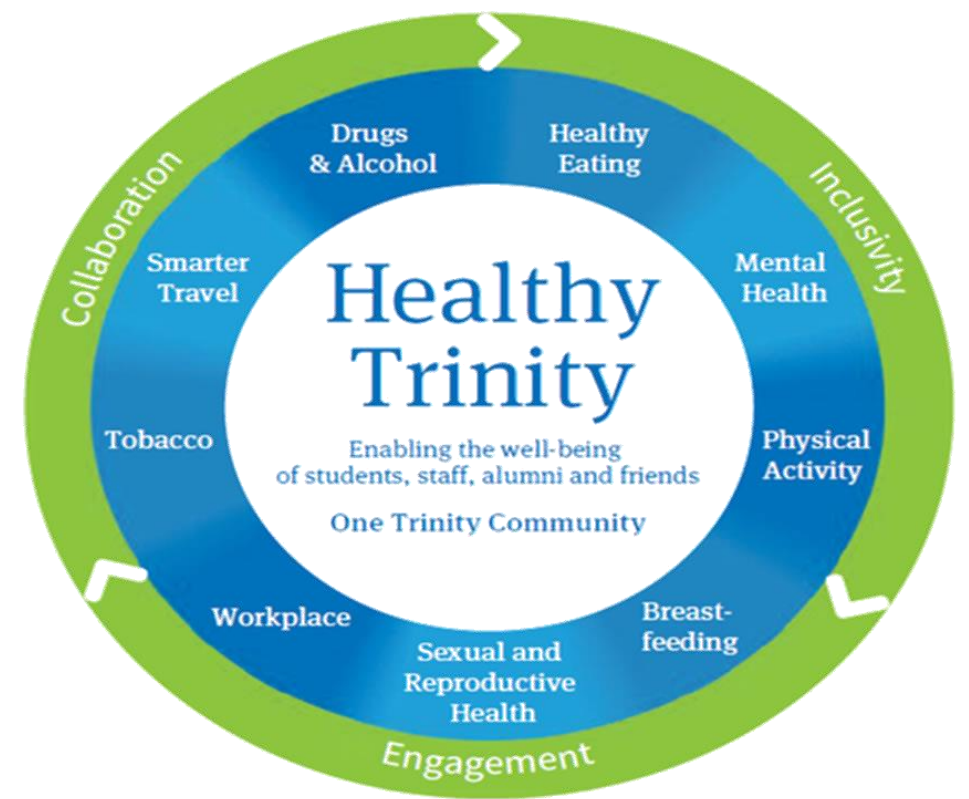 Healthy
Trinity
Enabling the well-being
of students, staff, alumni and friends
One Trinity Community
Healthy
Eating
Mental
Health
Physical
Activity
Breast-
feeding
Sexual and
Reproductive
Health
Workplace
Tobacco
Smarter
Travel
Drugs
& Alcohol
Inclusivity
Engagement
Collaboration